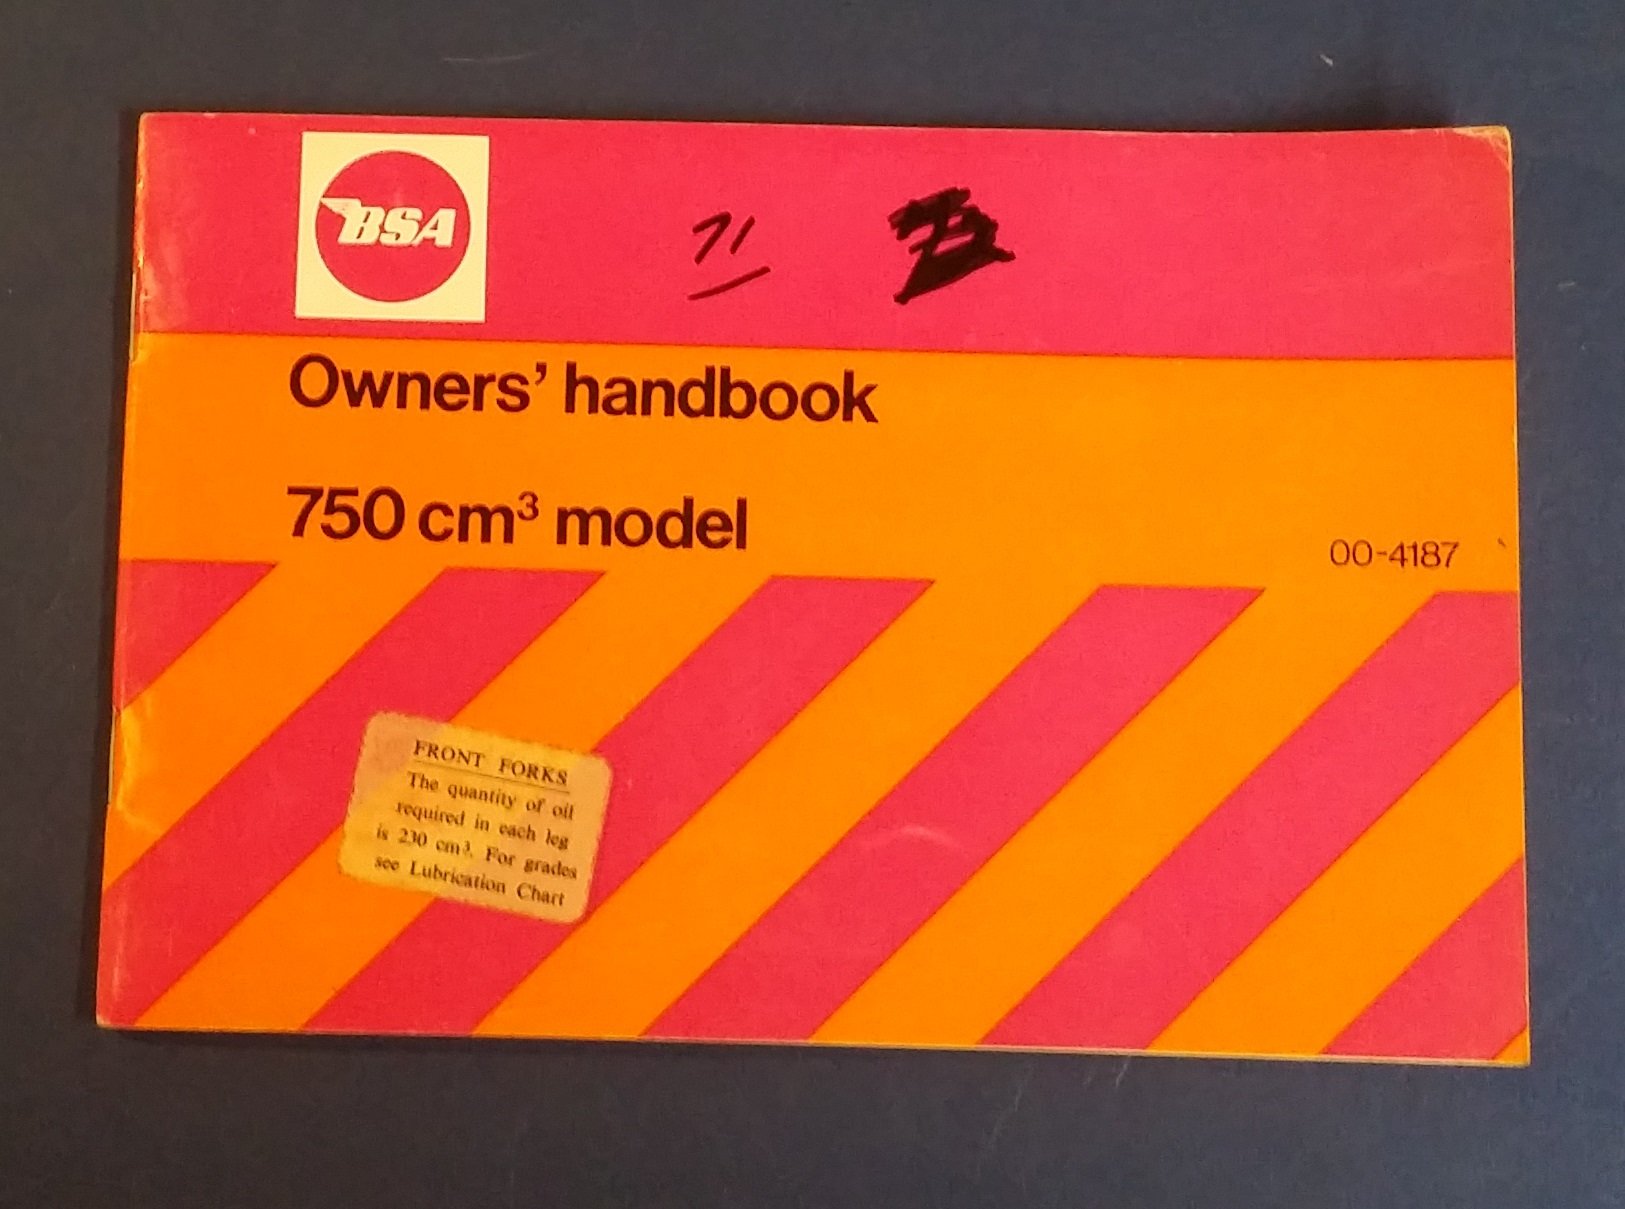 BSA
71
Owners’ handbook
750 cm³ model
00-4187
FRONT FORKS
The quantity of oil
required in each leg
is 230 cm³. For grades
see Lubrication Chart